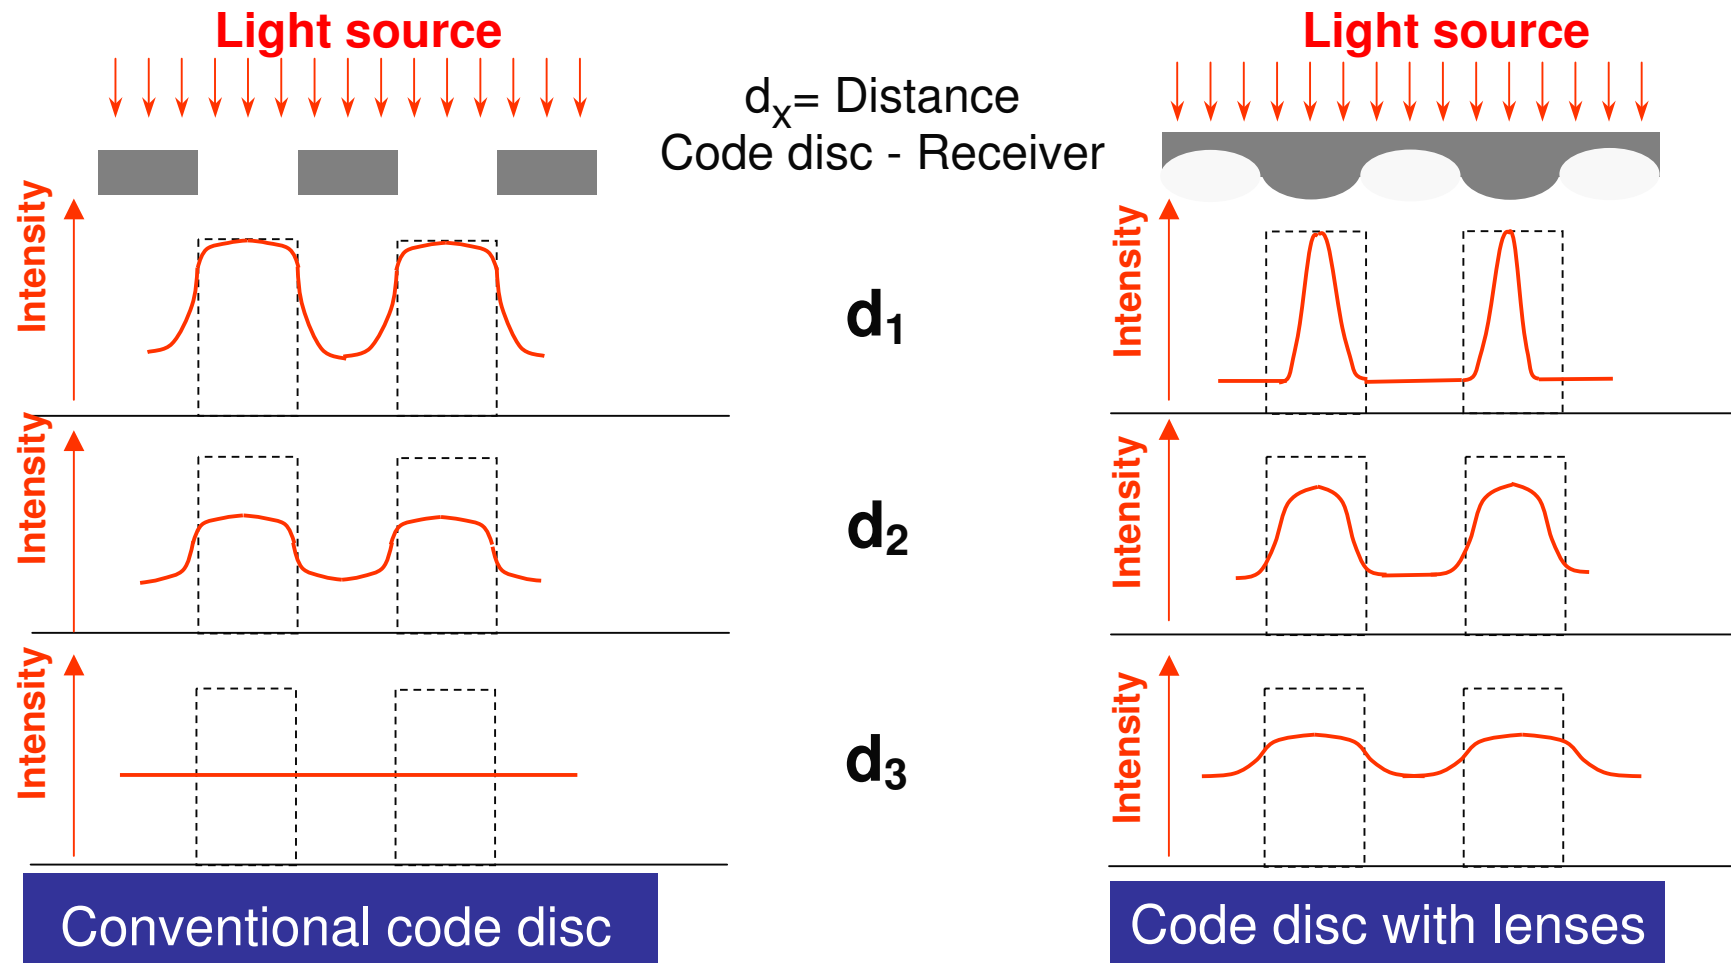 Light source
Light source
dx= Distance
Code disc - Receiver
Intensity
d1
Intensity
Intensity
d2
Intensity
Intensity
d3
Intensity
Conventional code disc
Code disc with lenses